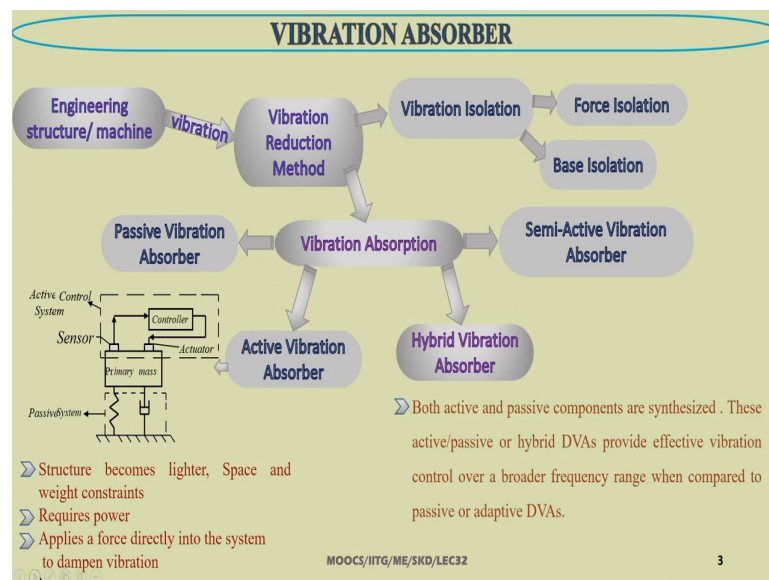 VIBRATION ABSORBER
Engineering
structure/ machine
vibration
Vibration
Reduction
Method
Vibration Isolation
Force Isolation
Base Isolation
Passive Vibration
Absorber
Vibration Absorption
Semi-Active Vibration
Absorber
Active Control
System
Controller
Sensor
Actuator
Primary mass
PassiveSystem
Active Vibration
Absorber
Hybrid Vibration
Absorber
Structure becomes lighter, Space and
weight constraints
Requires power
Applies a force directly into the system
to dampen vibration
Both active and passive components are synthesized . These
active/passive or hybrid DVAs provide effective vibration
control over a broader frequency range when compared to
passive or adaptive DVAs.
MOOCS/IITG/ME/SKD/LEC32
3